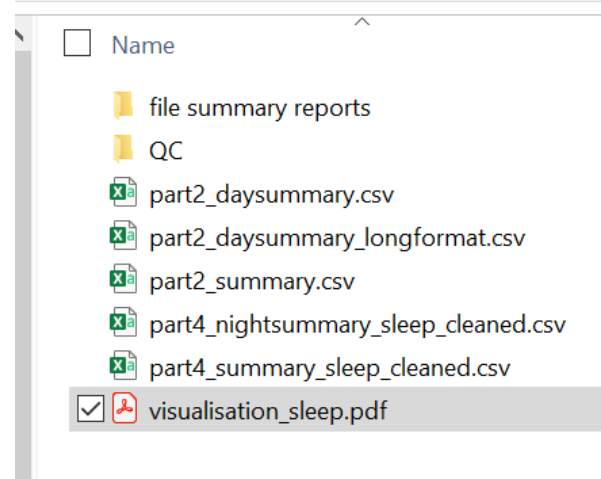 Name
file summary reports
QC
part2_daysummary.csv
part2_daysummary_longformat.csv
part2_summary.csv
part4_nightsummary_sleep_cleaned.csv
part4_summary_sleep_cleaned.csv
visualisation_sleep.pdf